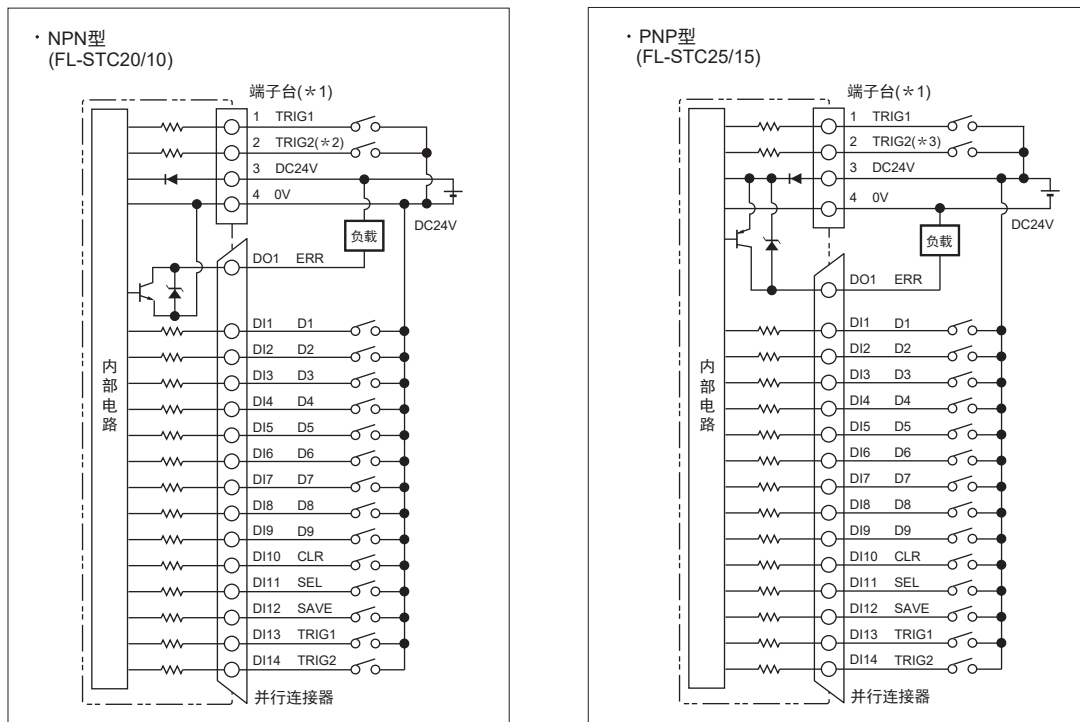 ・NPN型
(FL-STC20/10)
端子台(＊1)
1 TRIG1
2 TRIG2(＊2)
3 DC24V
4 0V
DC24V
负载
DO1 ERR
DI1 D1
DI2 D2
DI3 D3
DI4 D4
DI5 D5
DI6 D6
DI7 D7
DI8 D8
DI9 D9
DI10 CLR
DI11 SEL
DI12 SAVE
DI13 TRIG1
DI14 TRIG2
内部电路
并行连接器
・PNP型
(FL-STC25/15)
端子台(＊1)
1 TRIG1
2 TRIG2(＊3)
3 DC24V
4 0V
DC24V
负载
DO1 ERR
DI1 D1
DI2 D2
DI3 D3
DI4 D4
DI5 D5
DI6 D6
DI7 D7
DI8 D8
DI9 D9
DI10 CLR
DI11 SEL
DI12 SAVE
DI13 TRIG1
DI14 TRIG2
内部电路
并行连接器